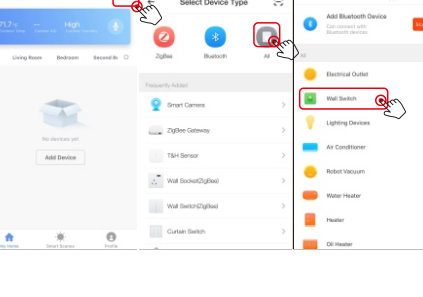 71.7
High
Living Room Bedroom Second B
No devices yet
Add Device
My Home Smart Scenes Profile
Select Device Type
ZigBee Bluetooth All
Frequently Added
Smart Camera
ZigBee Gateway
T&H Sensor
Wall Socket(ZigBee)
Wall Switch(ZigBee)
Curtain Switch
Add Bluetooth Device
Can connect with
Bluetooth devices
All
Electrical Outlet
Wall Switch
Lighting Devices
Air Conditioner
Robot Vacuum
Water Heater
Heater
Oil Heater